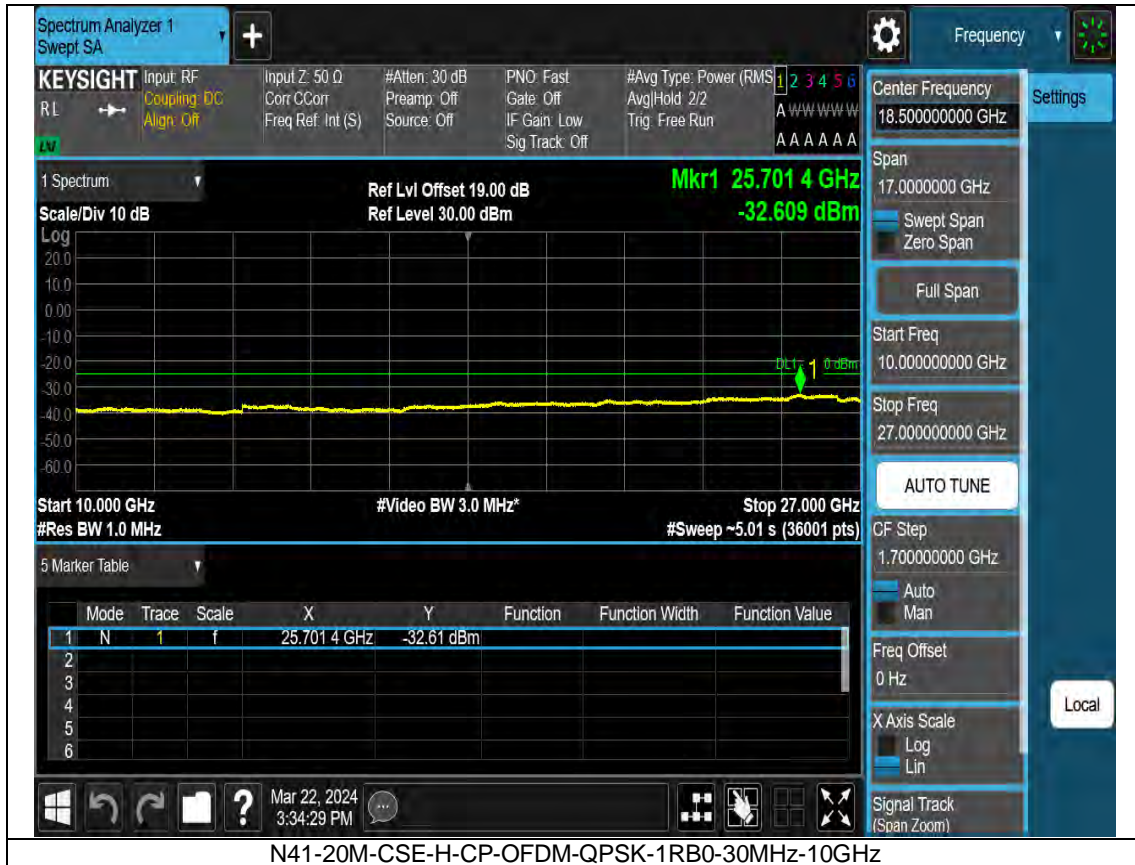 Spectrum Analyzer 1
Swept SA
+
Frequency
KEYSIGHT
RL
LXI
Input: RF
Coupling: DC
Align: Off
Input Z: 50 Ω
Corr CCorr
Freq Ref: Int (S)
#Atten: 30 dB
Preamp: Off
Source: Off
PNO: Fast
Gate: Off
IF Gain: Low
Sig Track: Off
#Avg Type: Power (RMS
Avg|Hold: 2/2
Trig: Free Run
1 2 3 4 5 6
A W W W W W
A A A A A A
1 Spectrum
Scale/Div 10 dB
Ref Lvl Offset 19.00 dB
Ref Level 30.00 dBm
Mkr1 25.701 4 GHz
-32.609 dBm
Log
20.0
10.0
0.00
-10.0
-20.0
-30.0
-40.0
-50.0
-60.0
1
0 dBm
Start 10.000 GHz
#Video BW 3.0 MHz*
Stop 27.000 GHz
#Res BW 1.0 MHz
#Sweep ~5.01 s (36001 pts)
5 Marker Table
Mode Trace Scale X Y Function Function Width Function Value
1 N 1 f 25.701 4 GHz -32.61 dBm
2
3
4
5
6
Mar 22, 2024
3:34:29 PM
?
Center Frequency
18.500000000 GHz
Settings
Span
17.0000000 GHz
Swept Span
Zero Span
Full Span
Start Freq
10.000000000 GHz
Stop Freq
27.000000000 GHz
AUTO TUNE
CF Step
1.700000000 GHz
Auto
Man
Freq Offset
0 Hz
X Axis Scale
Log
Lin
Local
Signal Track
(Span Zoom)
N41-20M-CSE-H-CP-OFDM-QPSK-1RB0-30MHz-10GHz